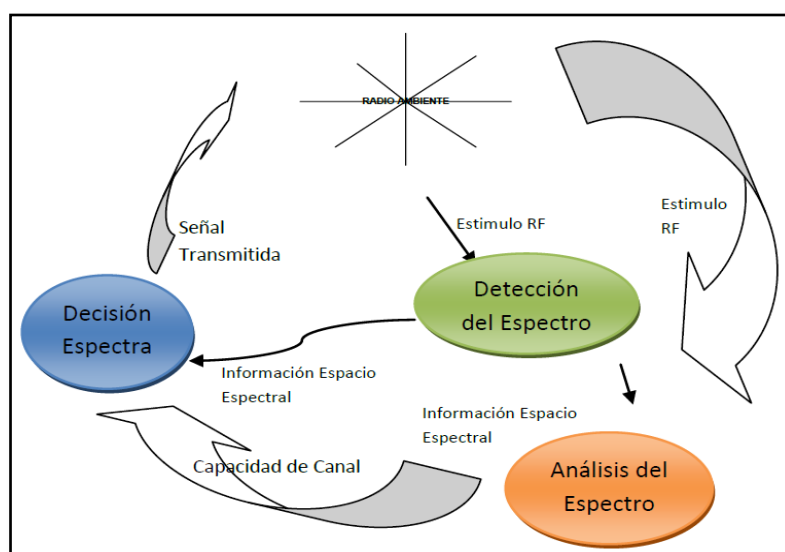 RADIO AMBIENTE
Estimulo RF
Estimulo
RF
Señal
Transmitida
Detección
del Espectro
Decisión
Espectra
Información Espacio
Espectral
Información Espacio
Espectral
Capacidad de Canal
Análisis del
Espectro